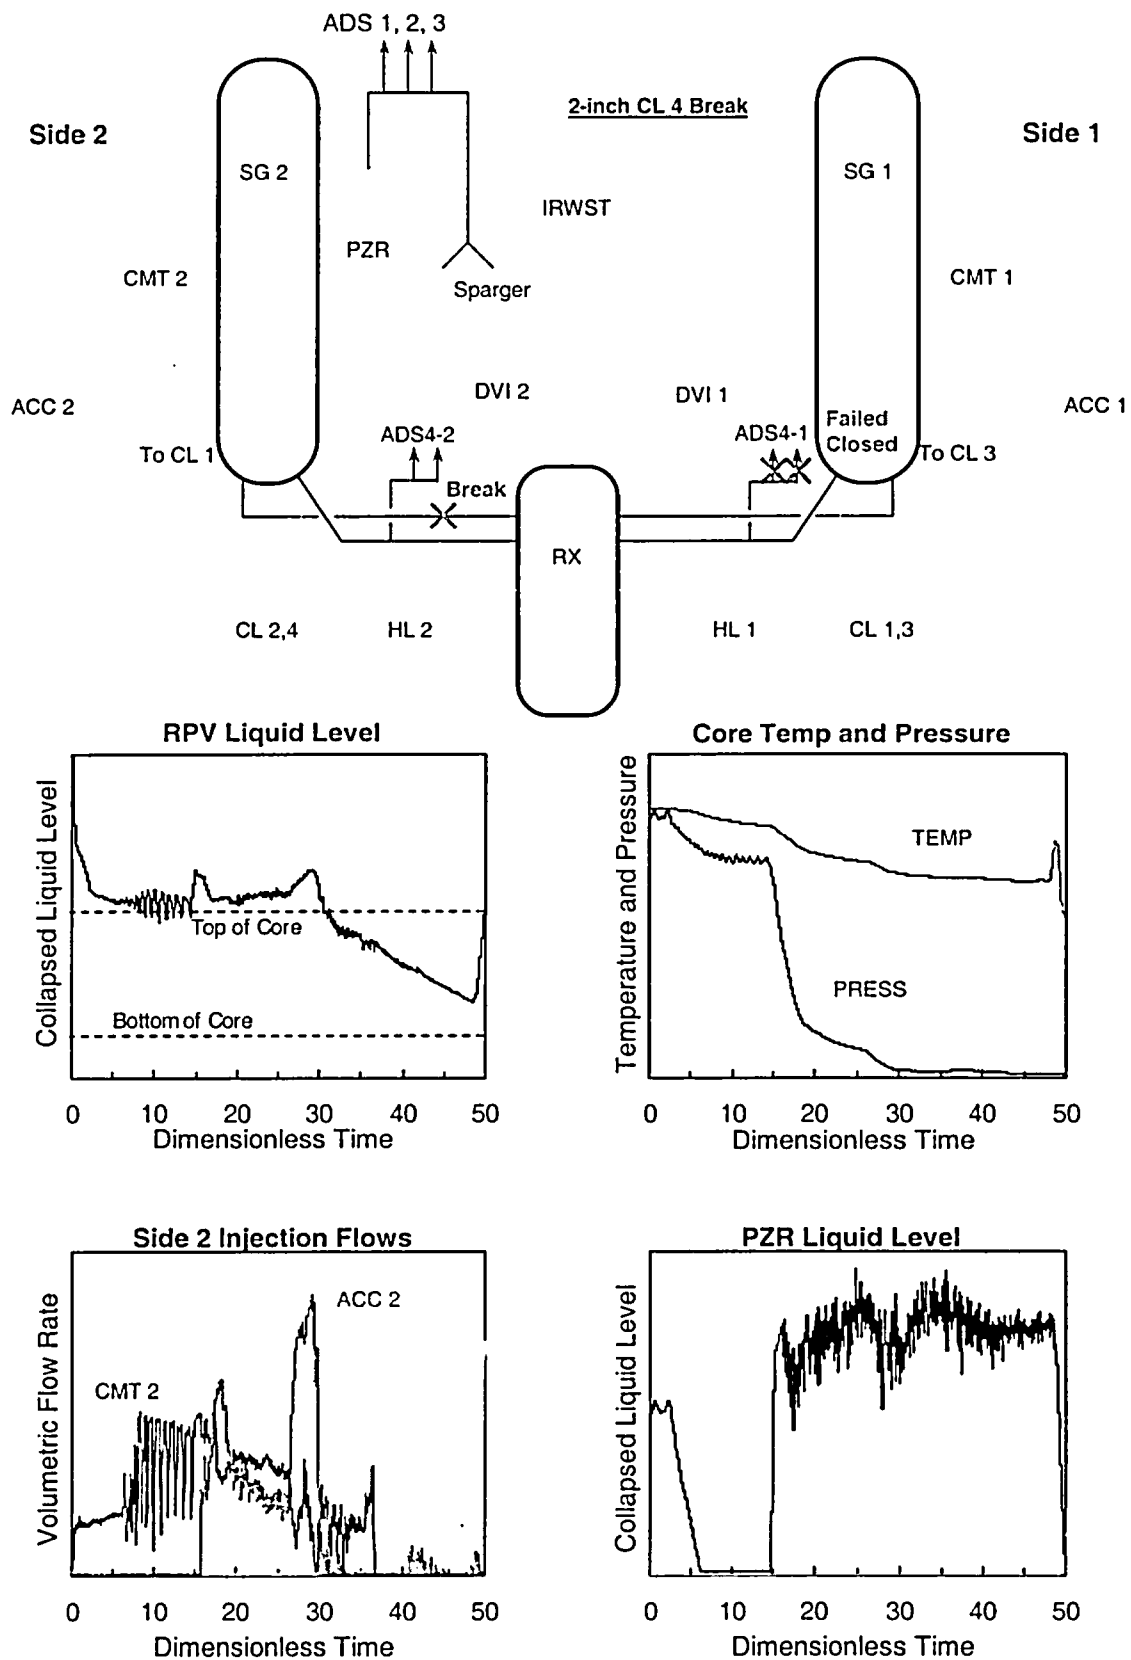 ADS 1, 2, 3
2-inch CL 4 Break
Side 2
Side 1
SG 2
SG 1
IRWST
PZR
CMT 2
CMT 1
Sparger
DVI 2
DVI 1
ACC 2
ACC 1
Failed
Closed
ADS4-2
ADS4-1
To CL 1
To CL 3
Break
RX
CL 2,4
HL 2
HL 1
CL 1,3
RPV Liquid Level
Collapsed Liquid Level
Top of Core
Bottom of Core
0 10 20 30 40 50
Dimensionless Time
Core Temp and Pressure
Temperature and Pressure
TEMP
PRESS
0 10 20 30 40 50
Dimensionless Time
Side 2 Injection Flows
Volumetric Flow Rate
ACC 2
CMT 2
0 10 20 30 40 50
Dimensionless Time
PZR Liquid Level
Collapsed Liquid Level
0 10 20 30 40 50
Dimensionless Time